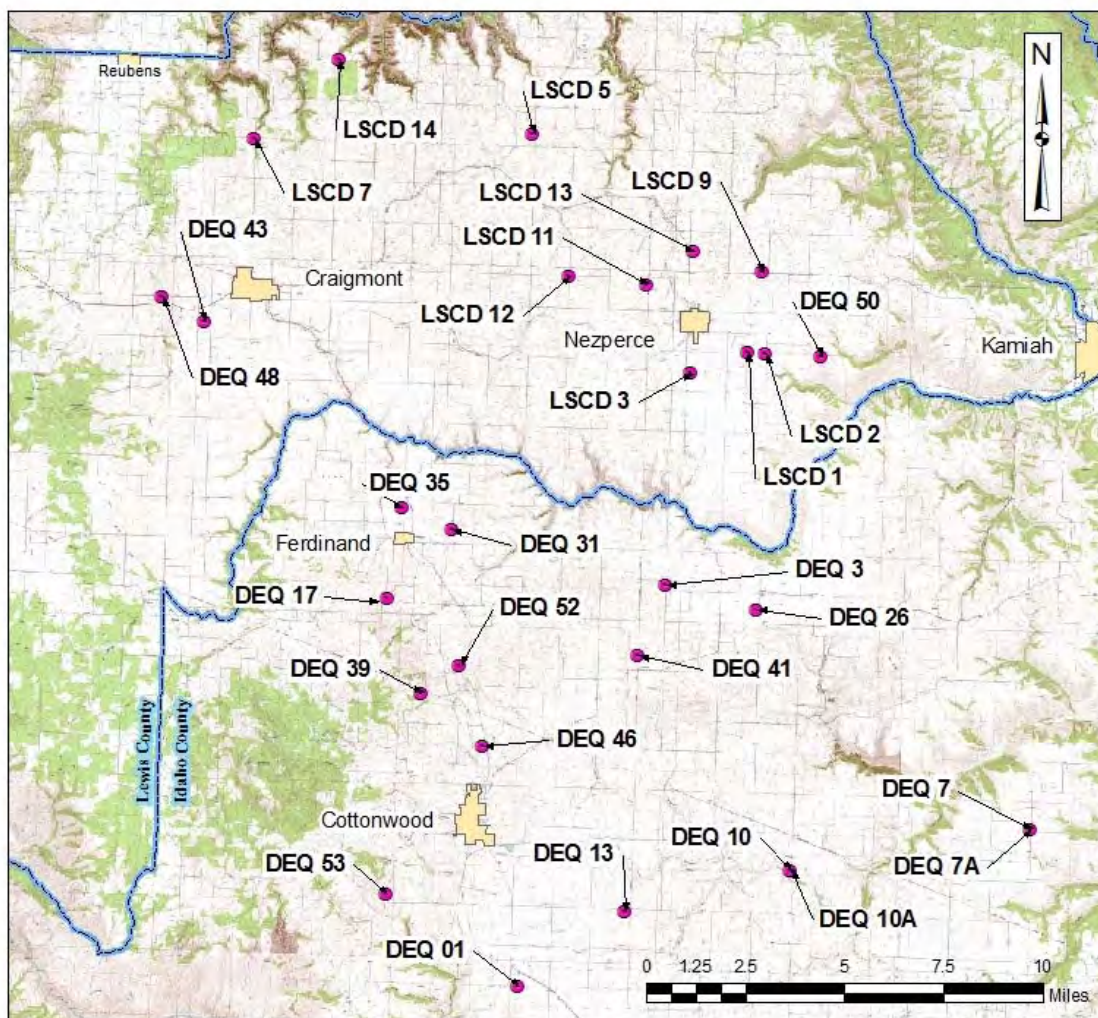 N
Reubens
LSCD 14
LSCD 5
LSCD 7
LSCD 13
LSCD 9
DEQ 43
LSCD 11
Craigmont
LSCD 12
DEQ 50
Nezperce
Kamiah
DEQ 48
LSCD 3
LSCD 2
LSCD 1
DEQ 35
Ferdinand
DEQ 31
DEQ 3
DEQ 17
DEQ 52
DEQ 26
DEQ 41
DEQ 39
DEQ 46
Lewis County
Idaho County
DEQ 7
Cottonwood
DEQ 10
DEQ 13
DEQ 7A
DEQ 53
DEQ 10A
DEQ 01
0 1.25 2.5 5 7.5 10
Miles